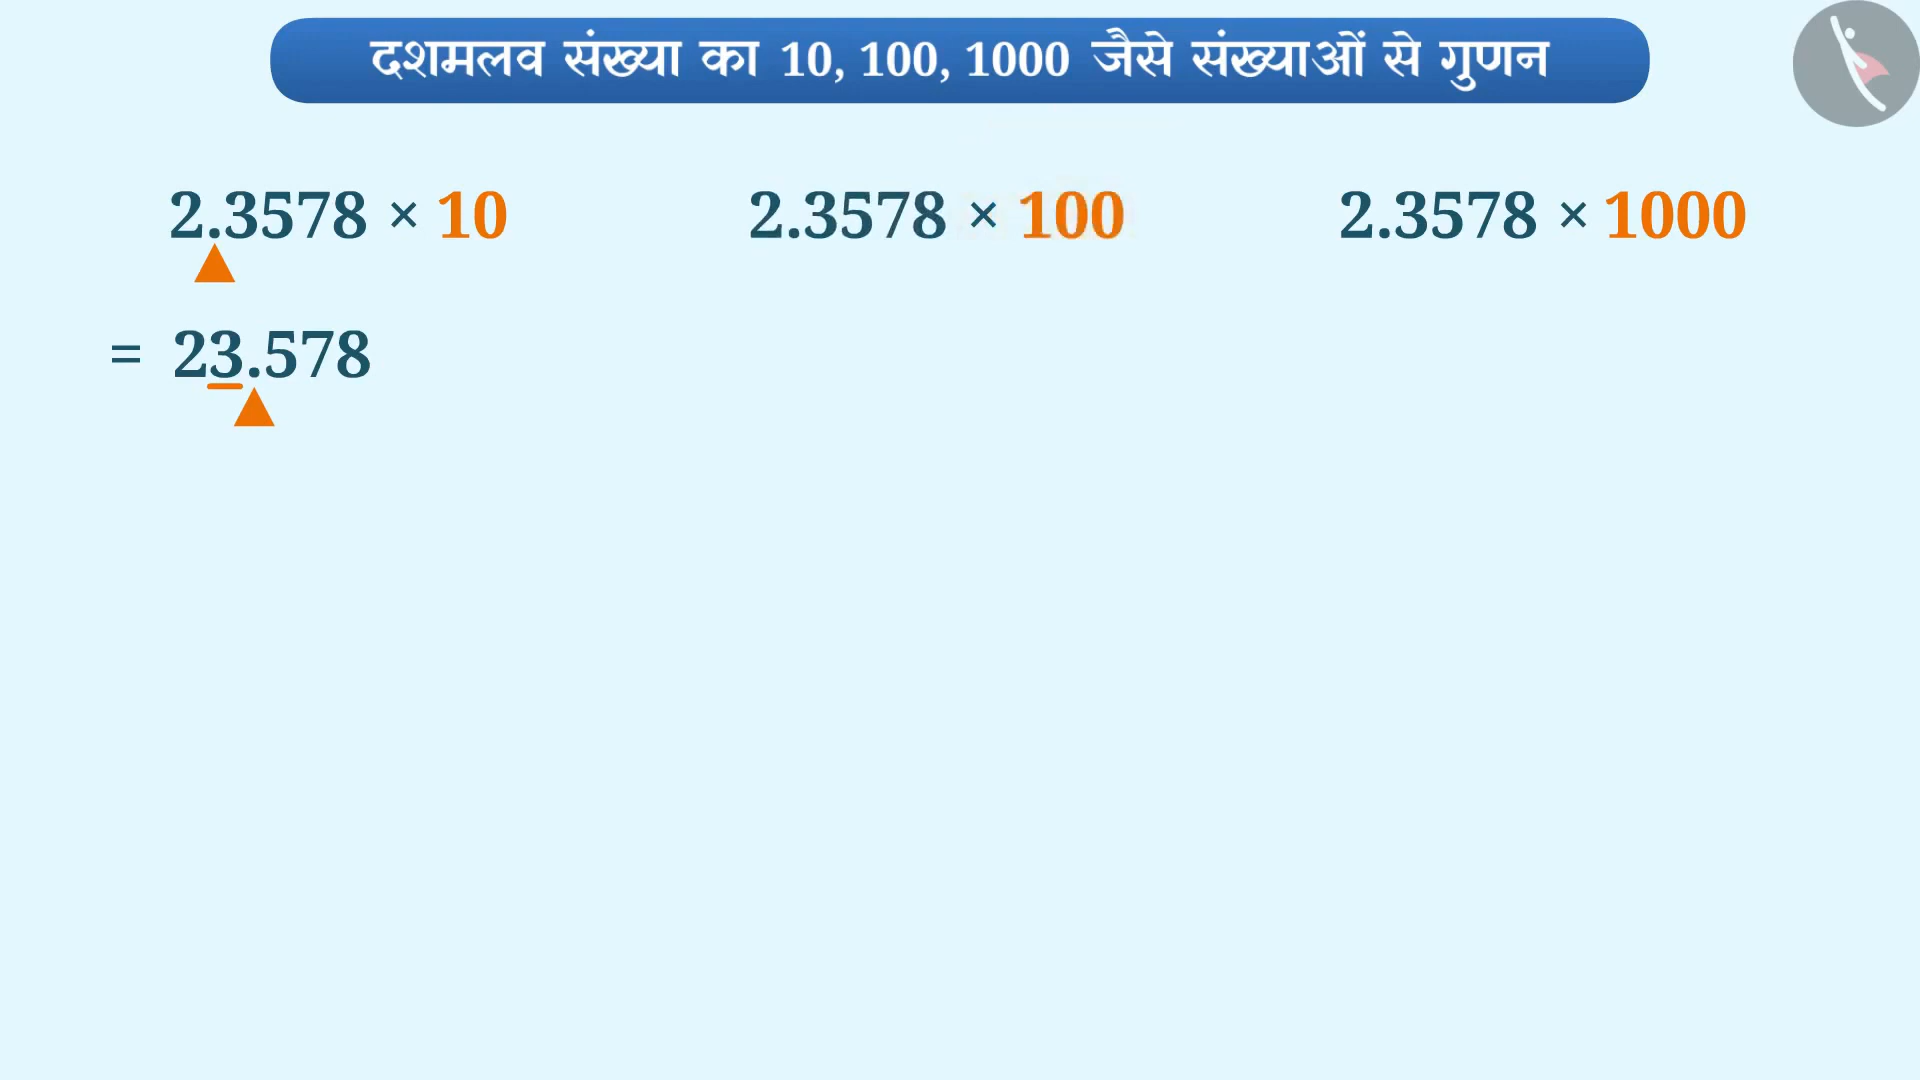 दशमलव संख्या का 10, 100, 1000 जैसे संख्याओं से गुणन
2.3578 × 10
2.3578 × 100
2.3578 × 1000
= 23.578